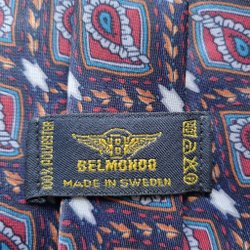 100% POLYESTER
B
BELMONDO
MADE IN SWEDEN